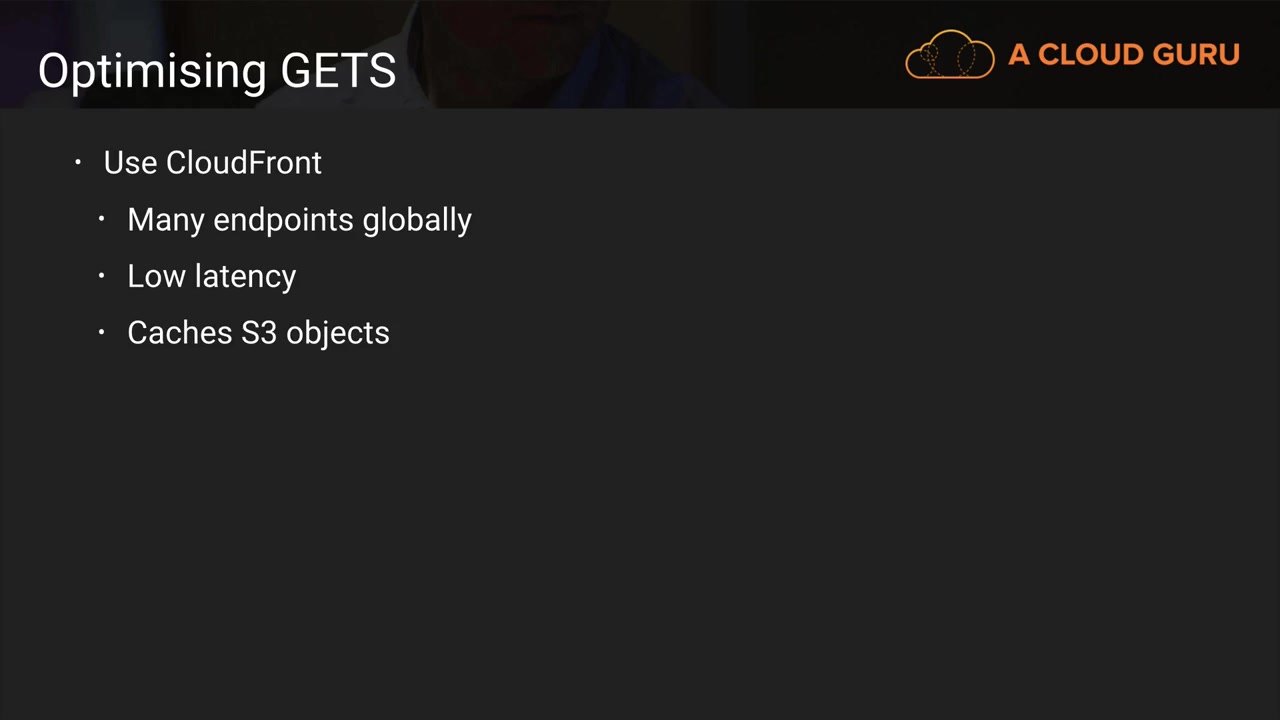 Optimising GETS
A CLOUD GURU
• Use CloudFront
• Many endpoints globally
• Low latency
• Caches S3 objects